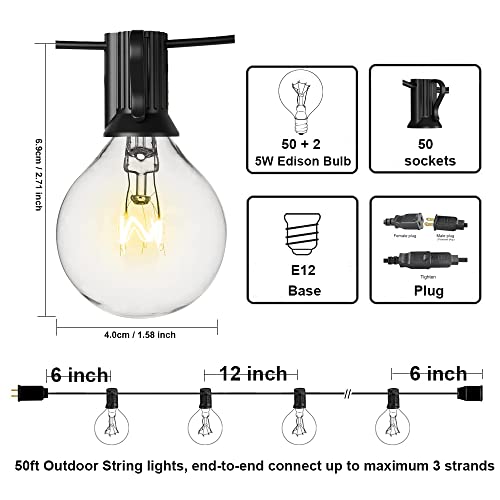 6.9cm / 2.71 inch
4.0cm / 1.58 inch
50 + 2
5W Edison Bulb
50
sockets
E12
Base
Female plug
Male plug
Tighten
Plug
6 inch
12 inch
6 inch
50ft Outdoor String lights, end-to-end connect up to maximum 3 strands